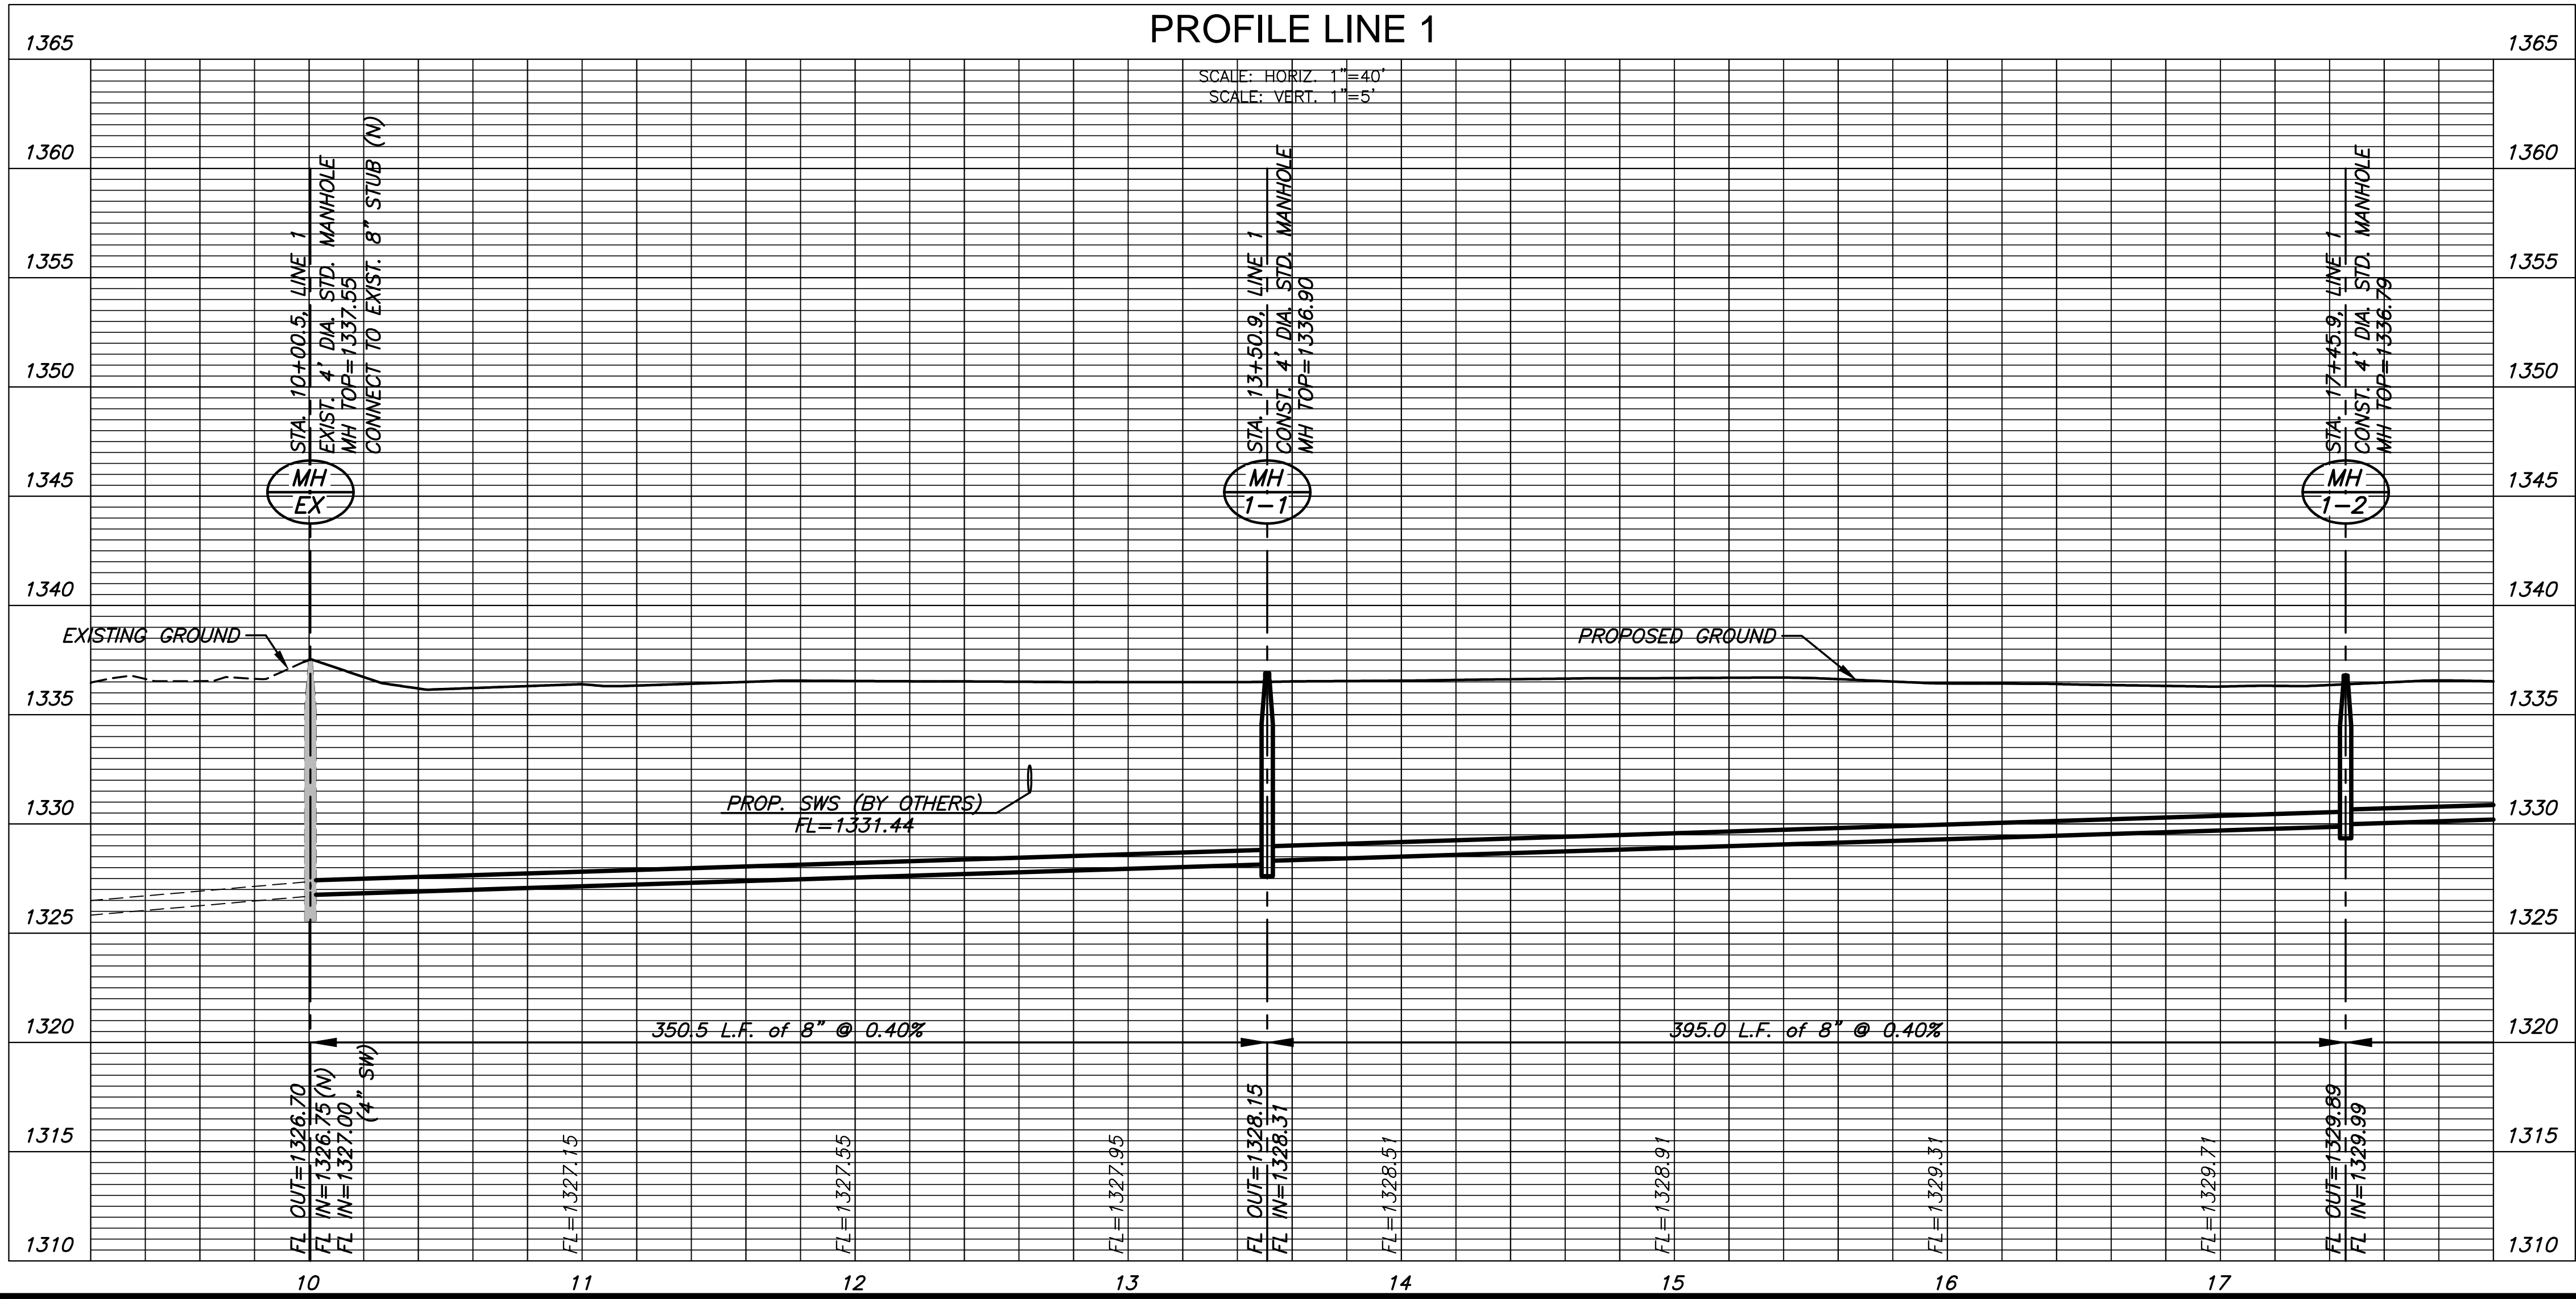 PROFILE LINE 1
SCALE: HORIZ. 1"=40'
SCALE: VERT. 1"=5'
1365
1365
1360
1360
1355
1355
1350
1350
1345
1345
1340
1340
1335
1335
1330
1330
1325
1325
1320
1320
1315
1315
1310
1310
STA. 10+00.5, LINE 1
EXIST. 4' DIA. STD. MANHOLE
MH TOP=1337.55
CONNECT TO EXIST. 8" STUB (N)
MH
EX
STA. 13+50.9, LINE 1
CONST. 4' DIA. STD. MANHOLE
MH TOP=1336.90
MH
1-1
STA. 17+45.9, LINE 1
CONST. 4' DIA. STD. MANHOLE
MH TOP=1336.79
MH
1-2
EXISTING GROUND
PROPOSED GROUND
PROP. SWS (BY OTHERS)
FL=1331.44
350.5 L.F. of 8" @ 0.40%
395.0 L.F. of 8" @ 0.40%
FL OUT=1326.70
FL IN=1326.75 (N)
FL IN=1327.00
(4" SW)
FL=1327.15
FL=1327.55
FL=1327.95
FL OUT=1328.15
FL IN=1328.31
FL=1328.51
FL=1328.91
FL=1329.31
FL=1329.71
FL OUT=1329.89
FL IN=1329.99
10
11
12
13
14
15
16
17